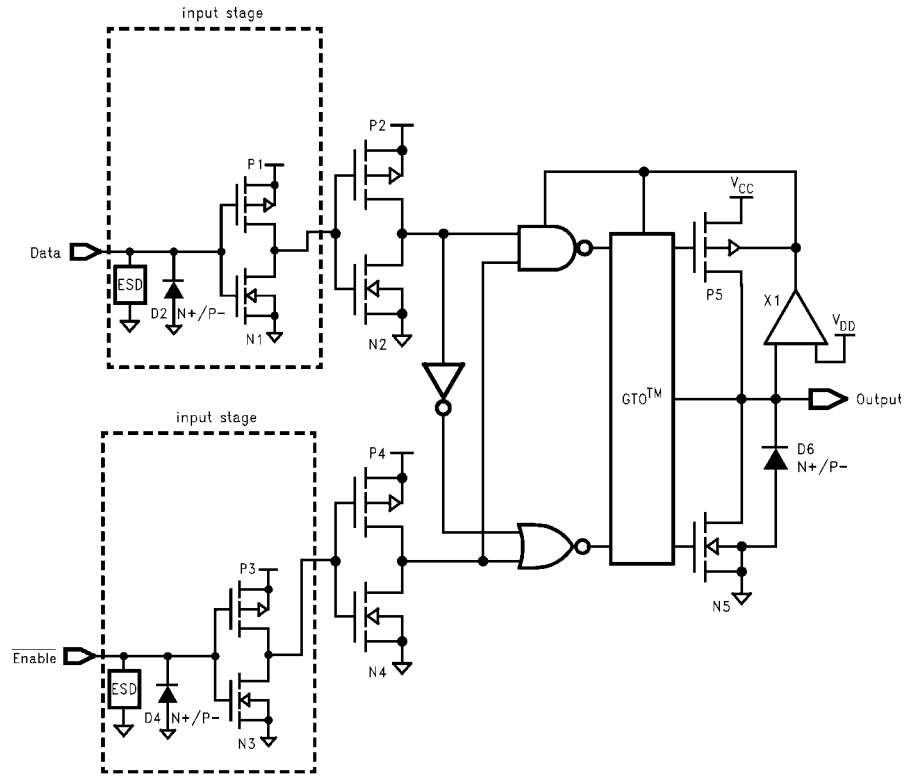 input stage
P1
P2
Data
ESD
D2 N+/P-
N1
N2
V_CC
P5
X1
V_DD
GTO™
Output
D6
N+/P-
N5
input stage
P3
P4
Enable
ESD
D4 N+/P-
N3
N4